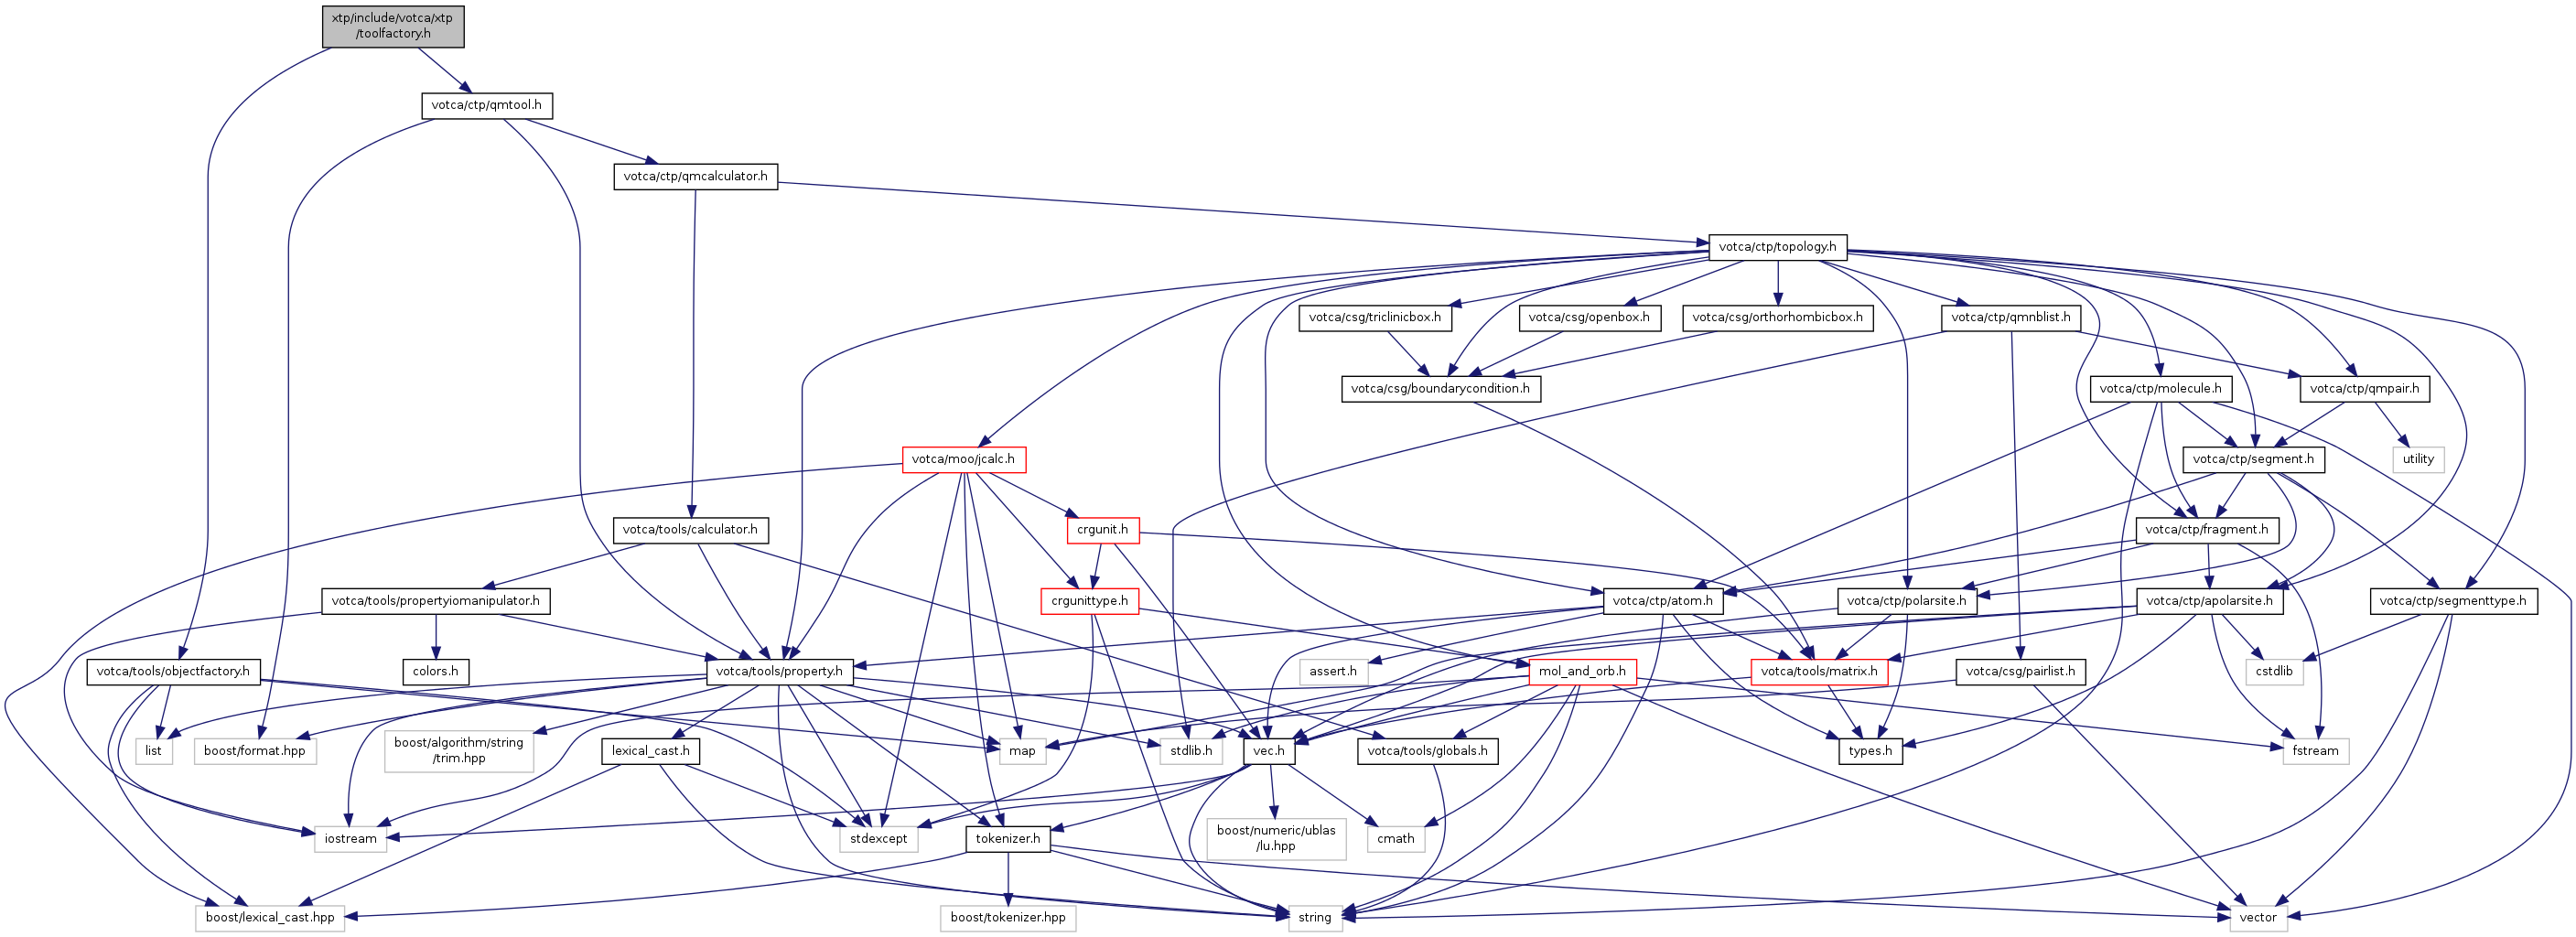 xtp/include/votca/xtp
/toolfactory.h
votca/ctp/qmtool.h
votca/ctp/qmcalculator.h
votca/ctp/topology.h
votca/csg/triclinicbox.h
votca/csg/openbox.h
votca/csg/orthorhombicbox.h
votca/ctp/qmnblist.h
votca/csg/boundarycondition.h
votca/ctp/molecule.h
votca/ctp/qmpair.h
votca/moo/jcalc.h
votca/ctp/segment.h
utility
votca/tools/calculator.h
crgunit.h
votca/ctp/fragment.h
votca/tools/propertyiomanipulator.h
crgunittype.h
votca/ctp/atom.h
votca/ctp/polarsite.h
votca/ctp/apolarsite.h
votca/ctp/segmenttype.h
votca/tools/objectfactory.h
colors.h
votca/tools/property.h
assert.h
mol_and_orb.h
votca/tools/matrix.h
votca/csg/pairlist.h
cstdlib
list
boost/format.hpp
boost/algorithm/string
/trim.hpp
lexical_cast.h
map
stdlib.h
vec.h
votca/tools/globals.h
types.h
fstream
iostream
stdexcept
tokenizer.h
boost/numeric/ublas
/lu.hpp
cmath
boost/lexical_cast.hpp
boost/tokenizer.hpp
string
vector